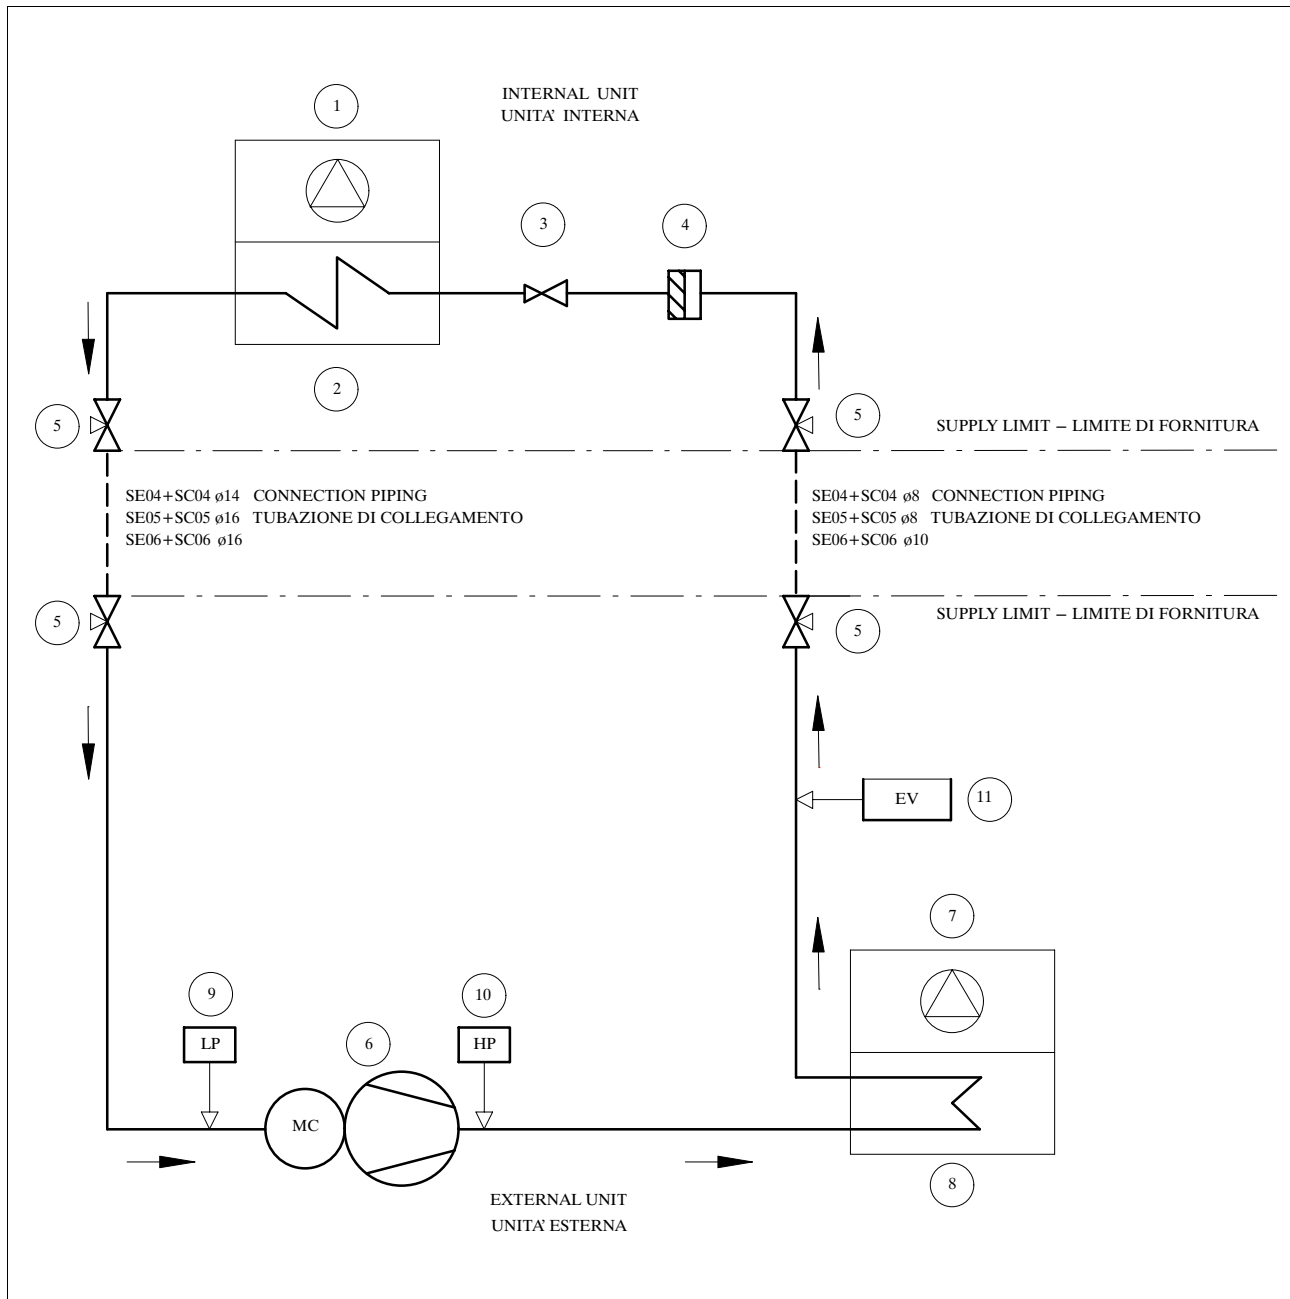 INTERNAL UNIT
UNITA' INTERNA
1
3
4
2
5
5
SUPPLY LIMIT – LIMITE DI FORNITURA
SE04+SC04 ø14 CONNECTION PIPING
SE05+SC05 ø16 TUBAZIONE DI COLLEGAMENTO
SE06+SC06 ø16
SE04+SC04 ø8 CONNECTION PIPING
SE05+SC05 ø8 TUBAZIONE DI COLLEGAMENTO
SE06+SC06 ø10
5
5
SUPPLY LIMIT – LIMITE DI FORNITURA
EV
11
7
9
10
LP
6
HP
MC
8
EXTERNAL UNIT
UNITA' ESTERNA